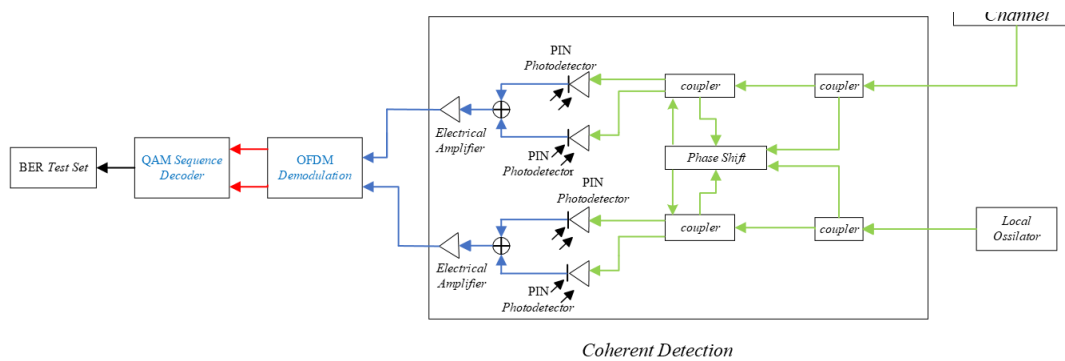 Channel
PIN
Photodetector
coupler
coupler
Electrical
Amplifier
PIN
Photodetector
Phase Shift
BER Test Set
QAM Sequence
Decoder
OFDM
Demodulation
PIN
Photodetector
coupler
coupler
Local
Ossilator
Electrical
Amplifier
PIN
Photodetector
Coherent Detection